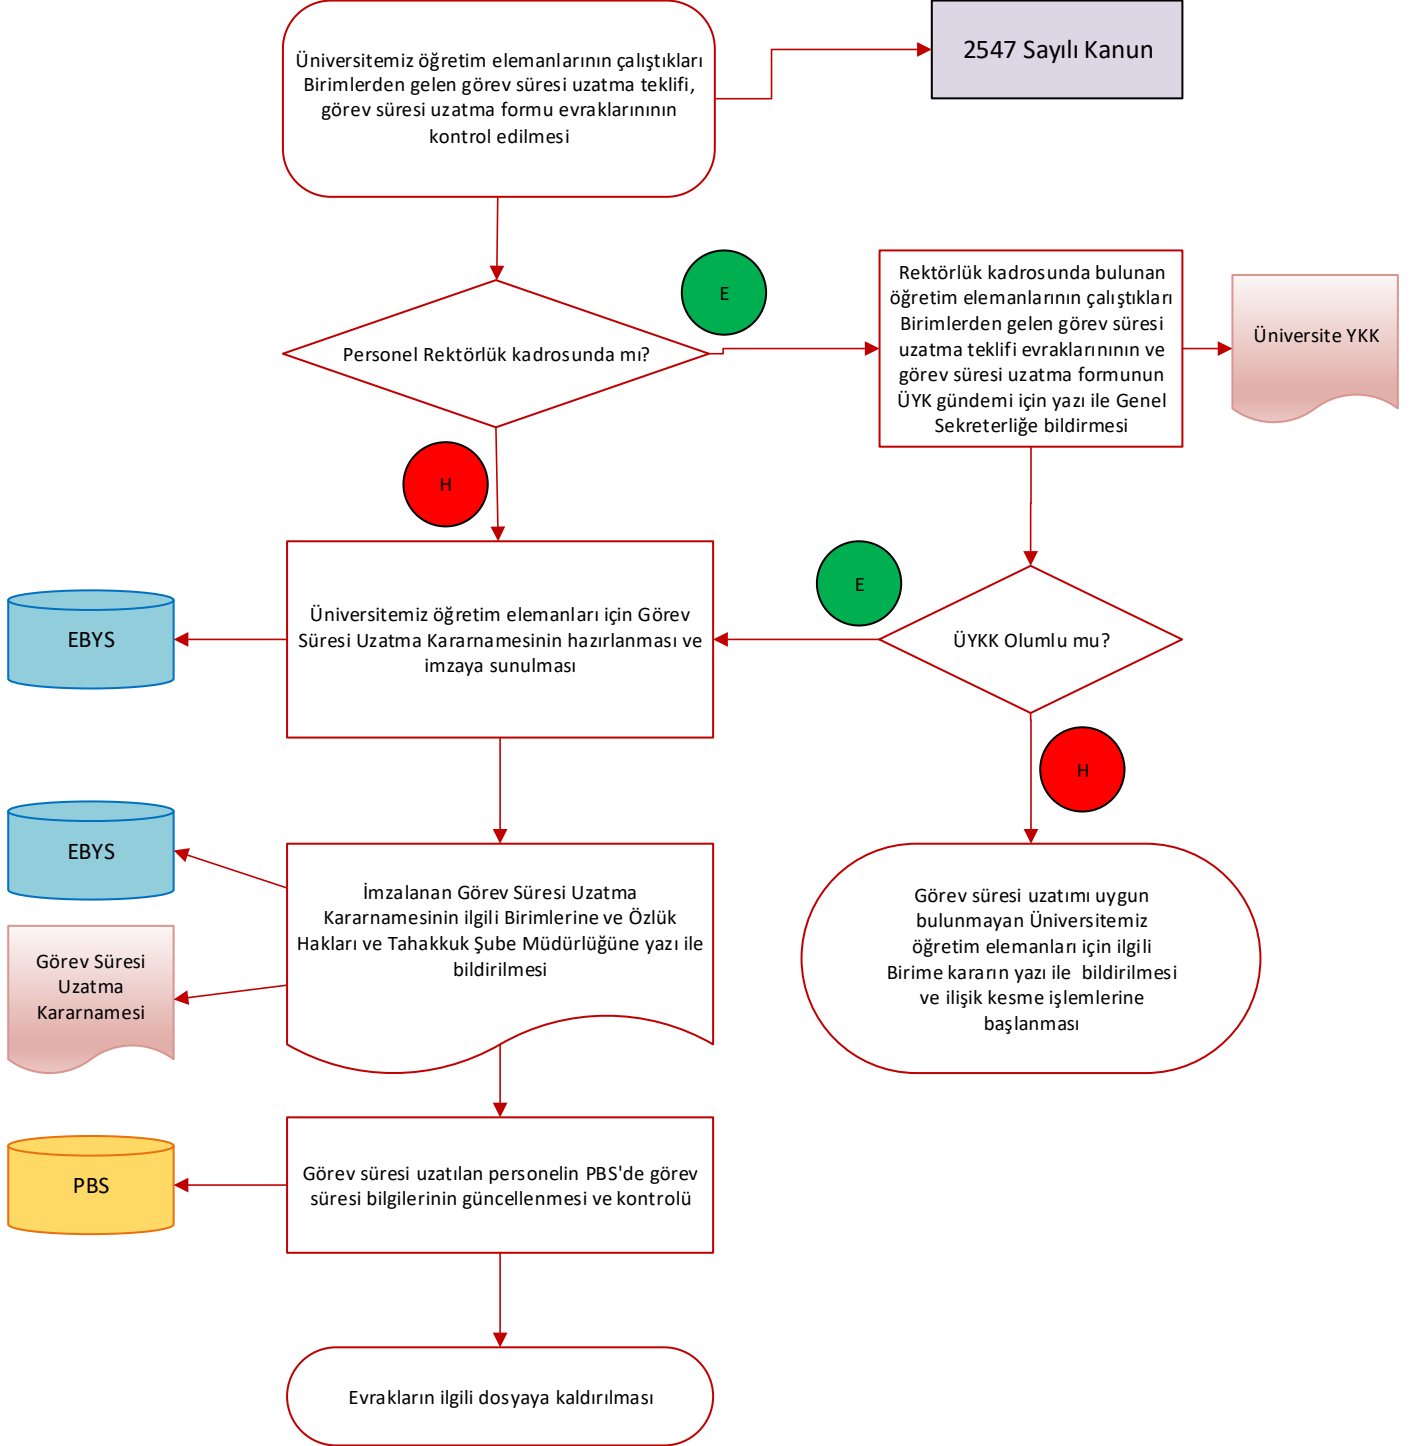 Üniversitemiz öğretim elemanlarının çalıştıkları
Birimlerden gelen görev süresi uzatma teklifi,
görev süresi uzatma formu evraklarınının
kontrol edilmesi
2547 Sayılı Kanun
Personel Rektörlük kadrosunda mı?
E
Rektörlük kadrosunda bulunan
öğretim elemanlarının çalıştıkları
Birimlerden gelen görev süresi
uzatma teklifi evraklarınının ve
görev süresi uzatma formunun
ÜYK gündemi için yazı ile Genel
Sekreterliğe bildirmesi
Üniversite YKK
H
Üniversitemiz öğretim elemanları için Görev
Süresi Uzatma Kararnamesinin hazırlanması ve
imzaya sunulması
EBYS
E
ÜYKK Olumlu mu?
H
EBYS
İmzalanan Görev Süresi Uzatma
Kararnamesinin ilgili Birimlerine ve Özlük
Hakları ve Tahakkuk Şube Müdürlüğüne yazı ile
bildirilmesi
Görev Süresi
Uzatma
Kararnamesi
Görev süresi uzatımı uygun
bulunmayan Üniversitemiz
öğretim elemanları için ilgili
Birime kararın yazı ile  bildirilmesi
ve ilişik kesme işlemlerine
başlanması
PBS
Görev süresi uzatılan personelin PBS'de görev
süresi bilgilerinin güncellenmesi ve kontrolü
Evrakların ilgili dosyaya kaldırılması